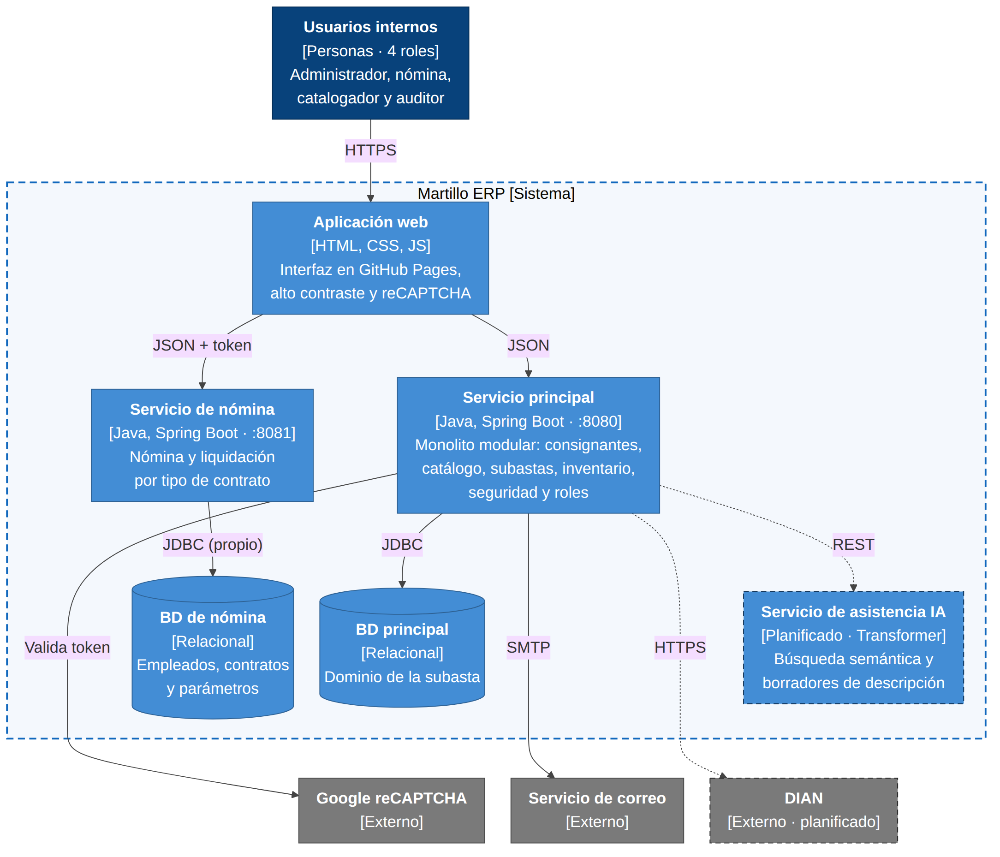 Usuarios internos
[Personas · 4 roles]
Administrador, nómina,
catalogador y auditor
HTTPS
Martillo ERP [Sistema]
Aplicación web
[HTML, CSS, JS]
Interfaz en GitHub Pages,
alto contraste y reCAPTCHA
JSON + token
JSON
Servicio de nómina
[Java, Spring Boot · :8081]
Nómina y liquidación
por tipo de contrato
Servicio principal
[Java, Spring Boot · :8080]
Monolito modular: consignantes,
catálogo, subastas, inventario,
seguridad y roles
JDBC (propio)
JDBC
REST
BD de nómina
[Relacional]
Empleados, contratos
y parámetros
BD principal
[Relacional]
Dominio de la subasta
Servicio de asistencia IA
[Planificado · Transformer]
Búsqueda semántica y
borradores de descripción
Valida token
SMTP
HTTPS
Google reCAPTCHA
[Externo]
Servicio de correo
[Externo]
DIAN
[Externo · planificado]